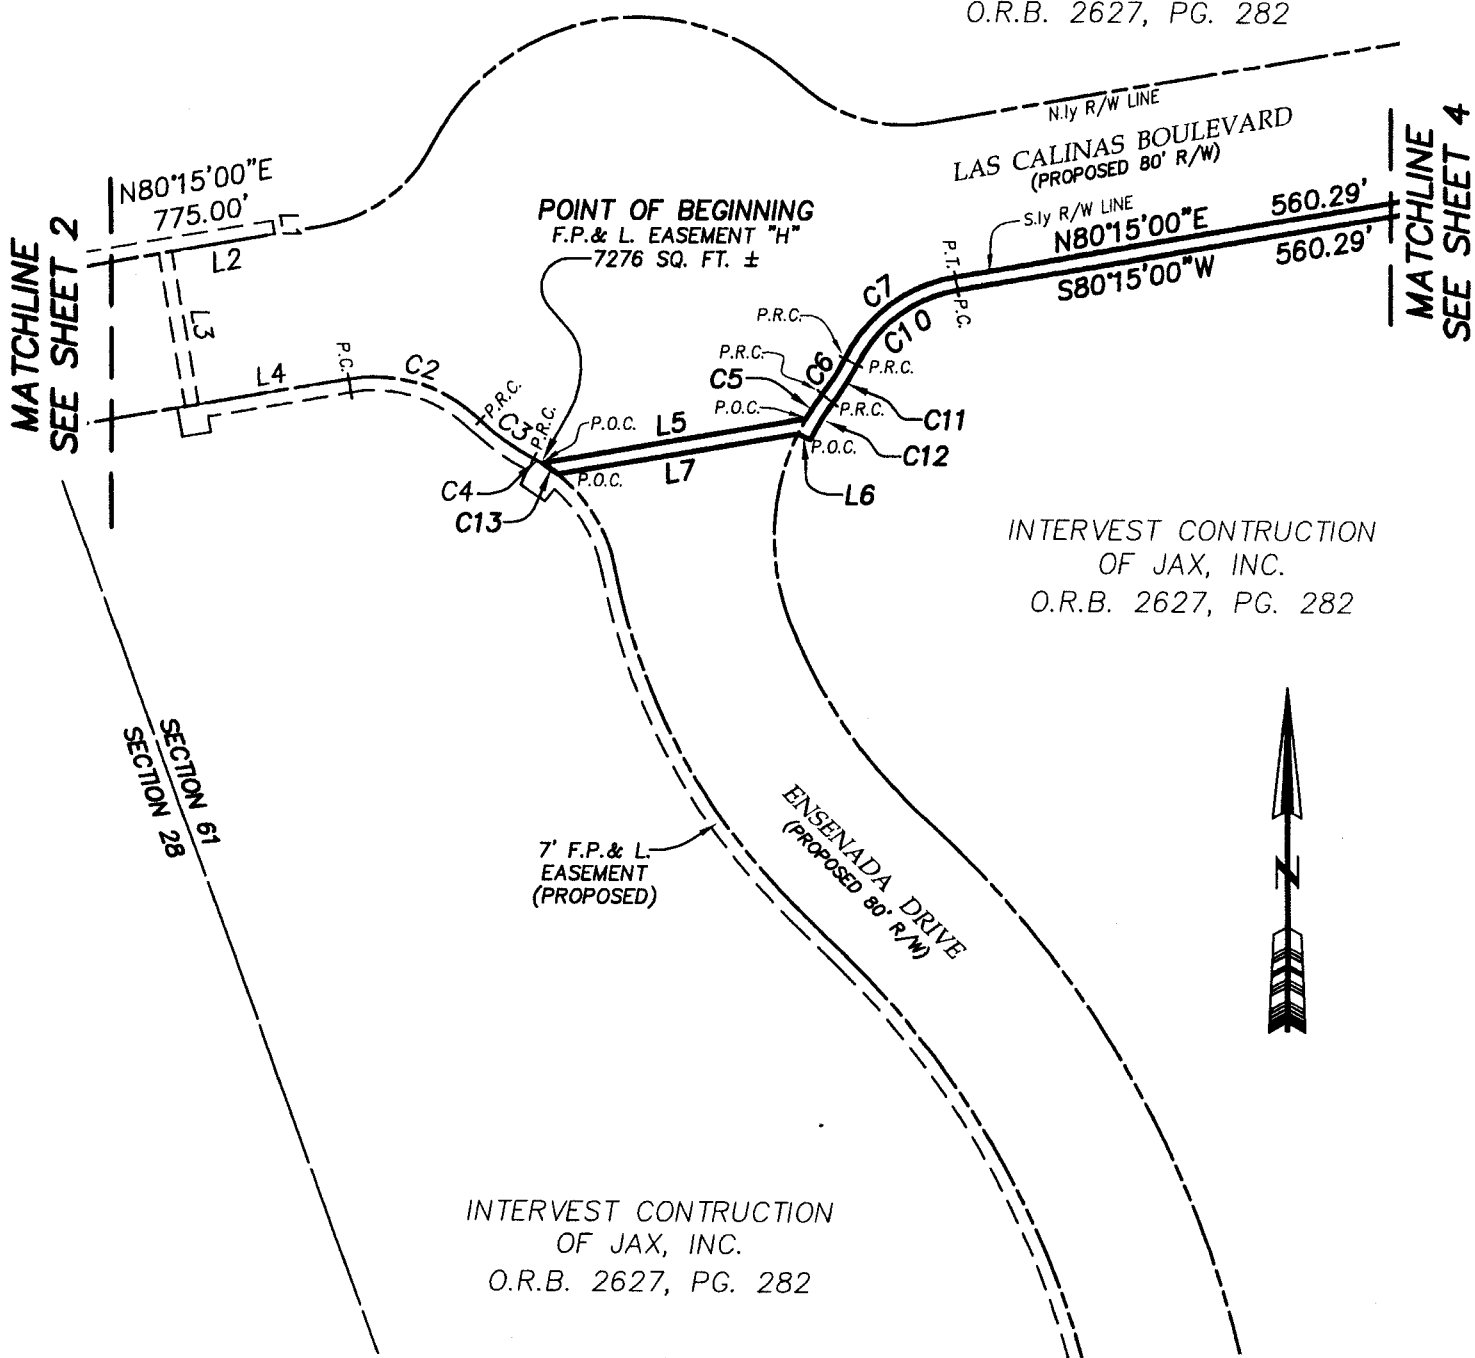 O.R.B. 2627, PG. 282
N.ly R/W LINE
LAS CALINAS BOULEVARD
(PROPOSED 80' R/W)
MATCHLINE
SEE SHEET 4
N80°15'00"E
775.00'
L1
L2
MATCHLINE
SEE SHEET 2
POINT OF BEGINNING
F.P.& L. EASEMENT "H"
7276 SQ. FT. ±
S.ly R/W LINE
N80°15'00"E
560.29'
S80°15'00"W
560.29'
P.T.
P.C.
C7
C10
L3
P.R.C.
P.R.C.
P.R.C.
C6
P.C.
L4
C2
C5
P.R.C.
P.O.C.
C11
C12
P.R.C.
C3
P.R.C.
P.O.C.
L5
L7
P.O.C.
P.O.C.
L6
C4
C13
INTERVEST CONTRUCTION
OF JAX, INC.
O.R.B. 2627, PG. 282
SECTION 61
SECTION 28
7' F.P.& L.
EASEMENT
(PROPOSED)
ENSENADA DRIVE
(PROPOSED 80' R/W)
N
INTERVEST CONTRUCTION
OF JAX, INC.
O.R.B. 2627, PG. 282